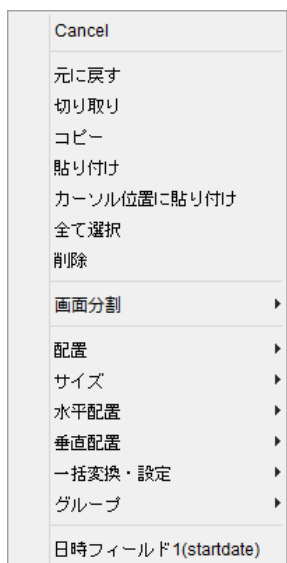 Cancel
元に戻す
切り取り
コピー
貼り付け
カーソル位置に貼り付け
全て選択
削除
画面分割
配置
サイズ
水平配置
垂直配置
一括変換・設定
グループ
日時フィールド1(startdate)